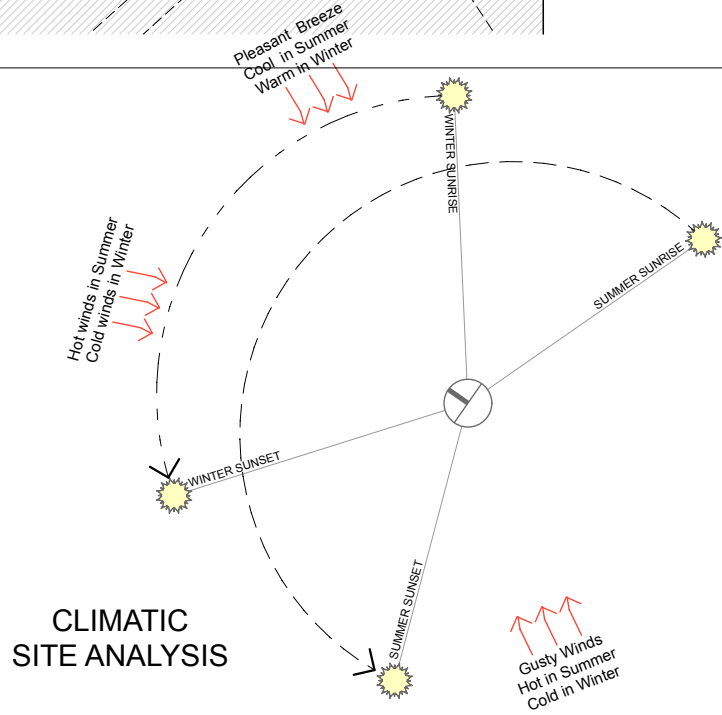 Pleasant Breeze
Cool in Summer
Warm in Winter
WINTER SUNRISE
SUMMER SUNRISE
Hot winds in Summer
Cold winds in Winter
WINTER SUNSET
SUMMER SUNSET
CLIMATIC
SITE ANALYSIS
Gusty Winds
Hot in Summer
Cold in Winter